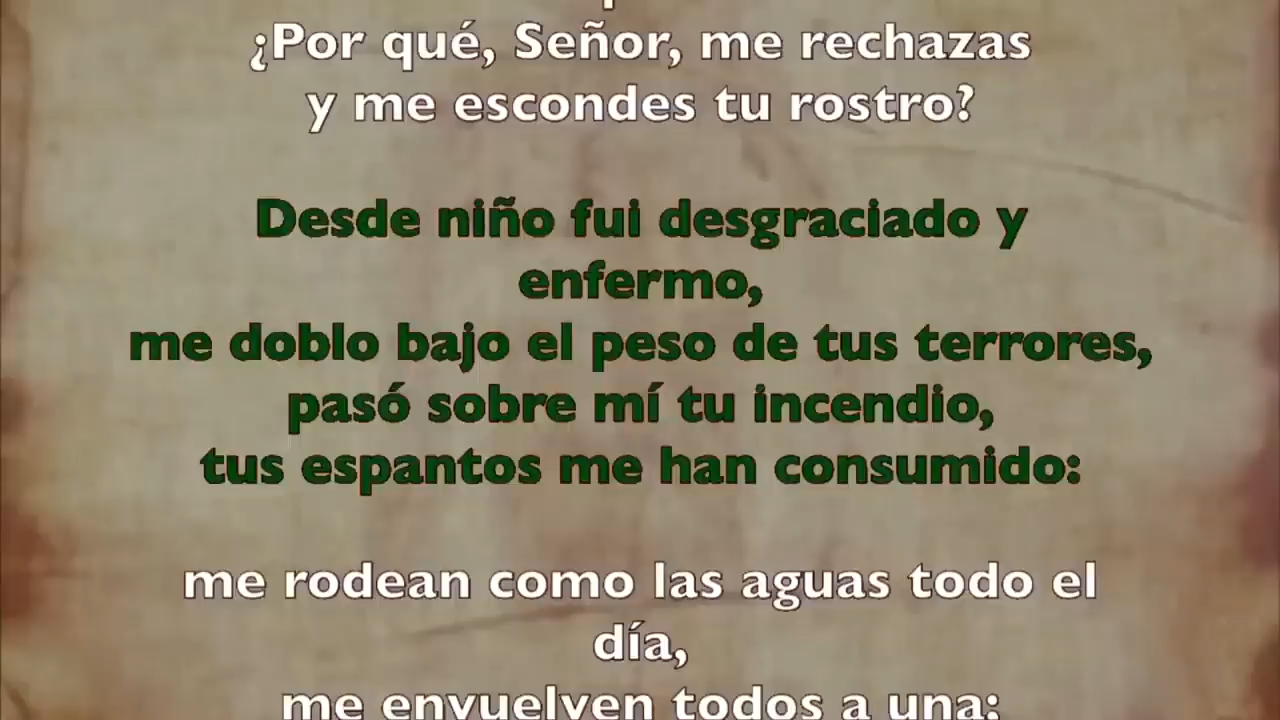 ¿Por qué, Señor, me rechazas
y me escondes tu rostro?
Desde niño fui desgraciado y
enfermo,
me doblo bajo el peso de tus terrores,
pasó sobre mí tu incendio,
tus espantos me han consumido:
me rodean como las aguas todo el
día,
me envuelven todos a una: